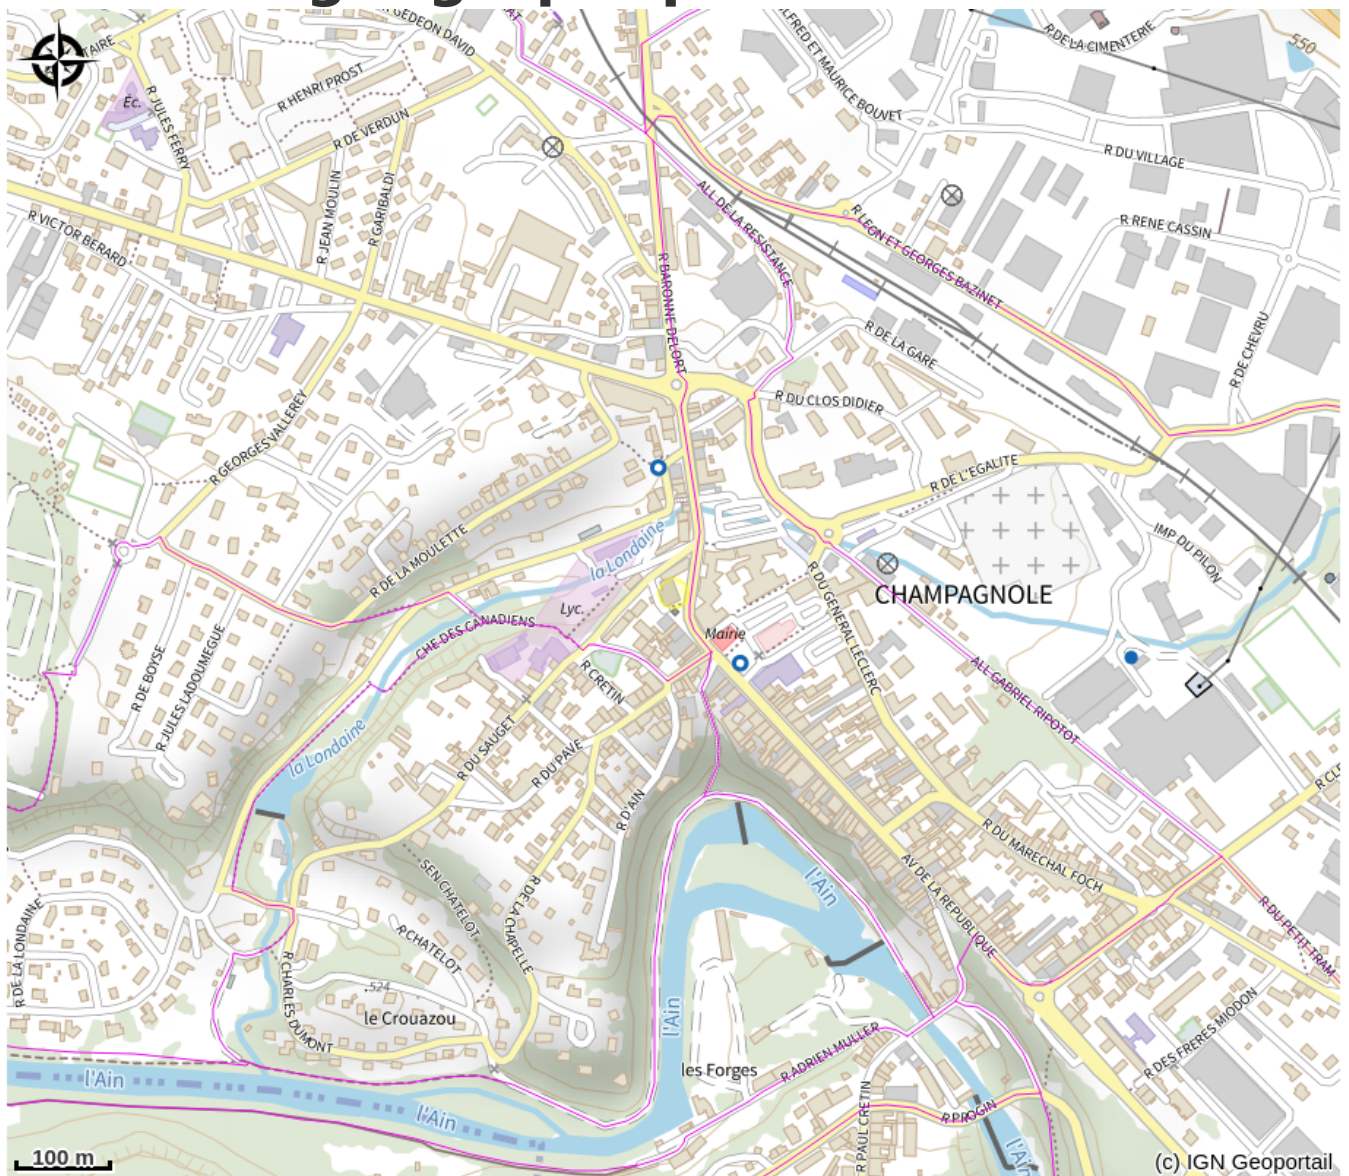 R GEDEON DAVID
R ALFRED ET MAURICE BOUVET
R DE LA CIMENTERIE
550
TAIRE
Éc.
R JULES FERRY
R HENRI PROST
R DE VERDUN
R DU VILLAGE
R VICTOR BERARD
R JEAN MOULIN
R GARIBALDI
ALL DE LA RESISTANCE
R LEON ET GEORGES BAZINET
R RENE CASSIN
R BARONNE DELORT
R DE LA GARE
R DE CHEVRU
R DU CLOS DIDIER
R GEORGES VALLEREY
R DE L'EGALITE
R DE LA MOULETTE
la Londaine
IMP DU PILON
CHAMPAGNOLE
Lyc.
CHE DES CANADIENS
Mairie
R DU GENERAL LECLERC
R DE BOYSE
R JULES LADOUMEGUE
R CRETIN
ALL GABRIEL RIPOTOT
la Londaine
R DU SAUGET
R DU PAVE
R D'AIN
R CLE
R DU MARECHAL FOCH
SEN CHATELOT
R DE LA CHAPELLE
l'Ain
AV DE LA REPUBLIQUE
R DU PETIT TRAM
R DE LA LONDAINE
R CHATELOT
R CHARLES DUMONT
524
le Crouazou
l'Ain
R DES FRERES MIODON
les Forges
R ADRIEN MULLER
l'Ain
l'Ain
R PAUL CRETIN
R PROGIN
l'Ain
100 m
(c) IGN Geoportail